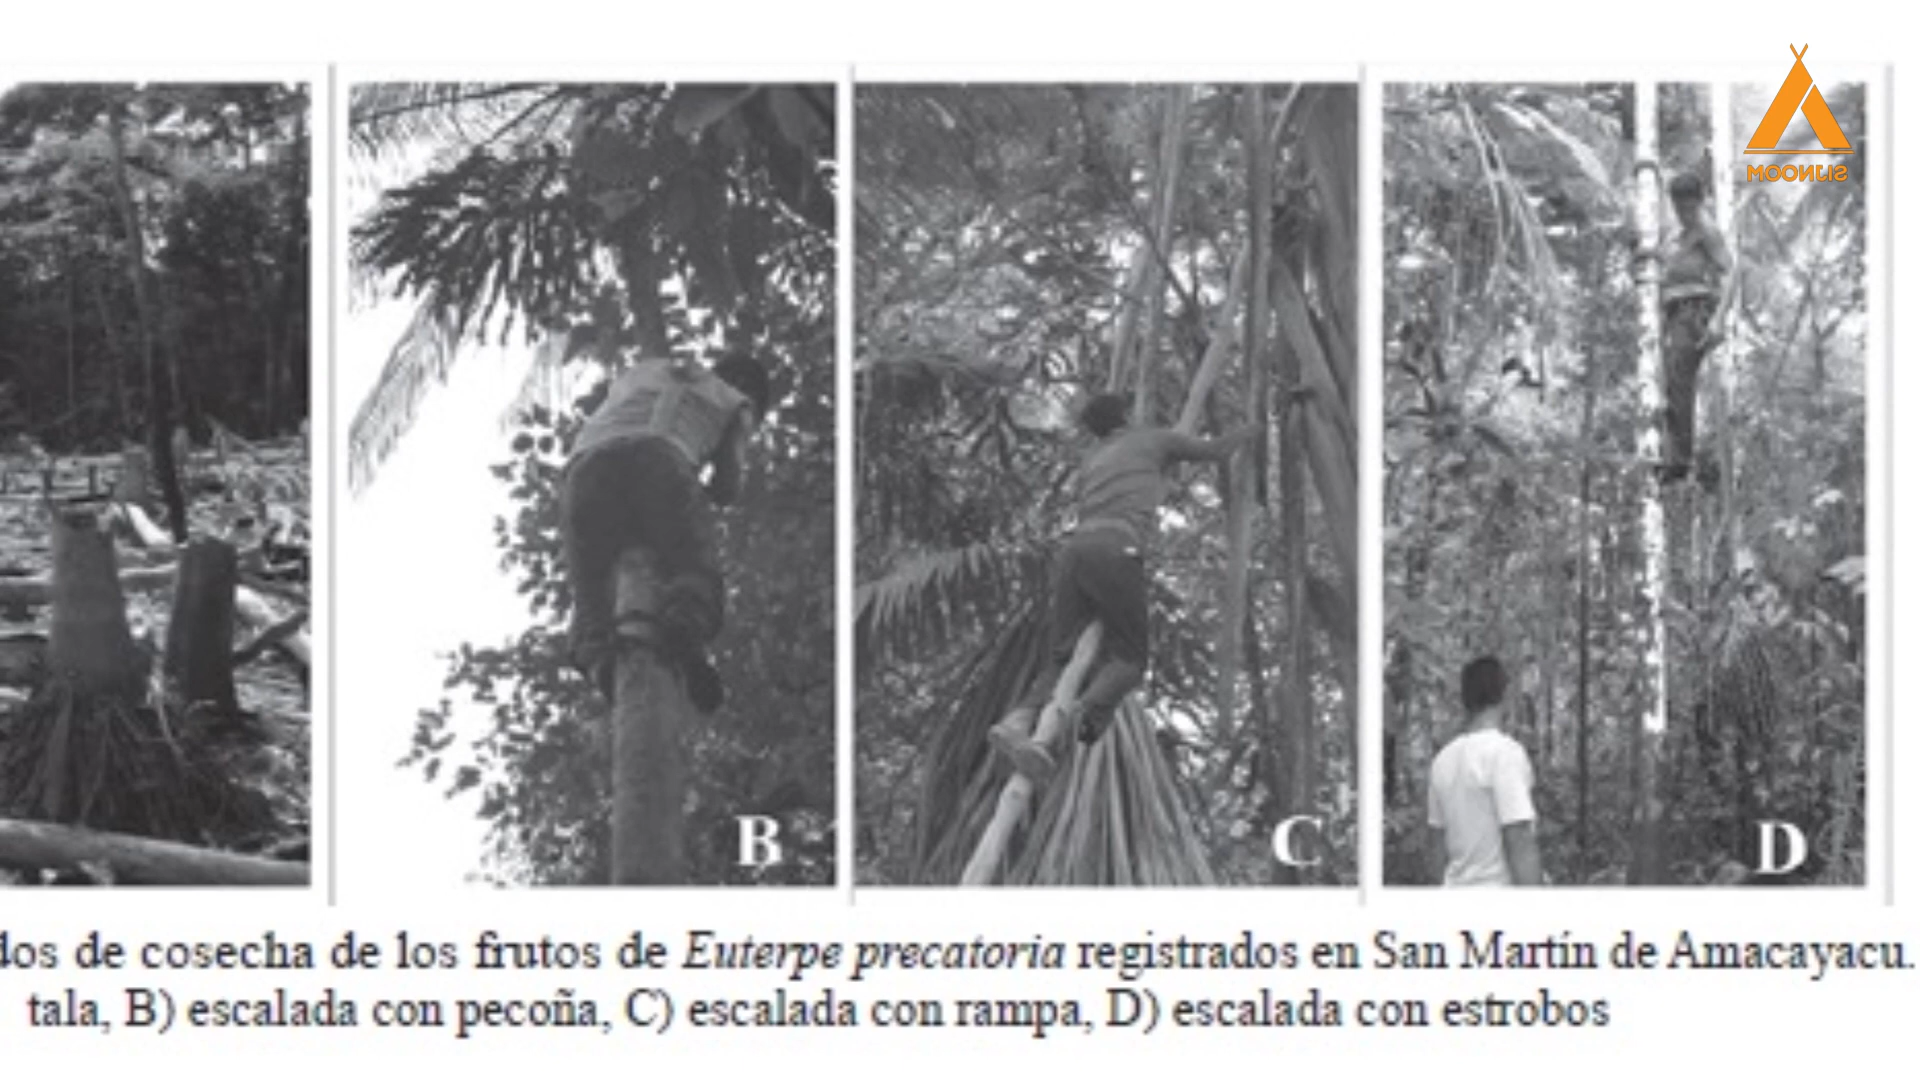 MOONLIS
B
C
D
dos de cosecha de los frutos de Euterpe precatoria registrados en San Martín de Amacayacu.
tala, B) escalada con pecoña, C) escalada con rampa, D) escalada con estrobos